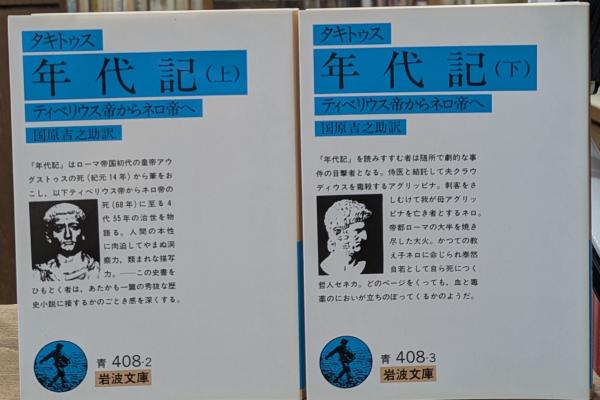 タキトゥス
年代記(上)
ティベリウス帝からネロ帝へ
国原吉之助訳
『年代記』はローマ帝国初代の皇帝アウ
グストゥスの死(紀元14年)から筆をお
こし,以下ティベリウス帝からネロ帝の
死(68年)に至る4
代55年の治世を物
語る.人間の本性
に肉迫してやまぬ洞
察力,類まれな描写
力.——この史書を
ひもとく者は,あたかも一篇の秀抜な歴
史小説に接するかのごとき感を深くする.
青 408-2
岩波文庫
タキトゥス
年代記(下)
ティベリウス帝からネロ帝へ
国原吉之助訳
『年代記』を読みすすむ者は随所で劇的な事
件の目撃者となる.侍医と結託して夫クラウ
ディウスを毒殺するアグリッピナ.刺客をさ
しむけて我が母アグリッ
ピナを亡き者とするネロ.
帝都ローマの大半を焼き
尽した大火.かつての教
え子ネロに命じられ泰然
自若として自ら死につく
哲人セネカ.どのページをくっても,血と毒
薬のにおいが立ちのぼってくるかのようだ.
青 408-3
岩波文庫